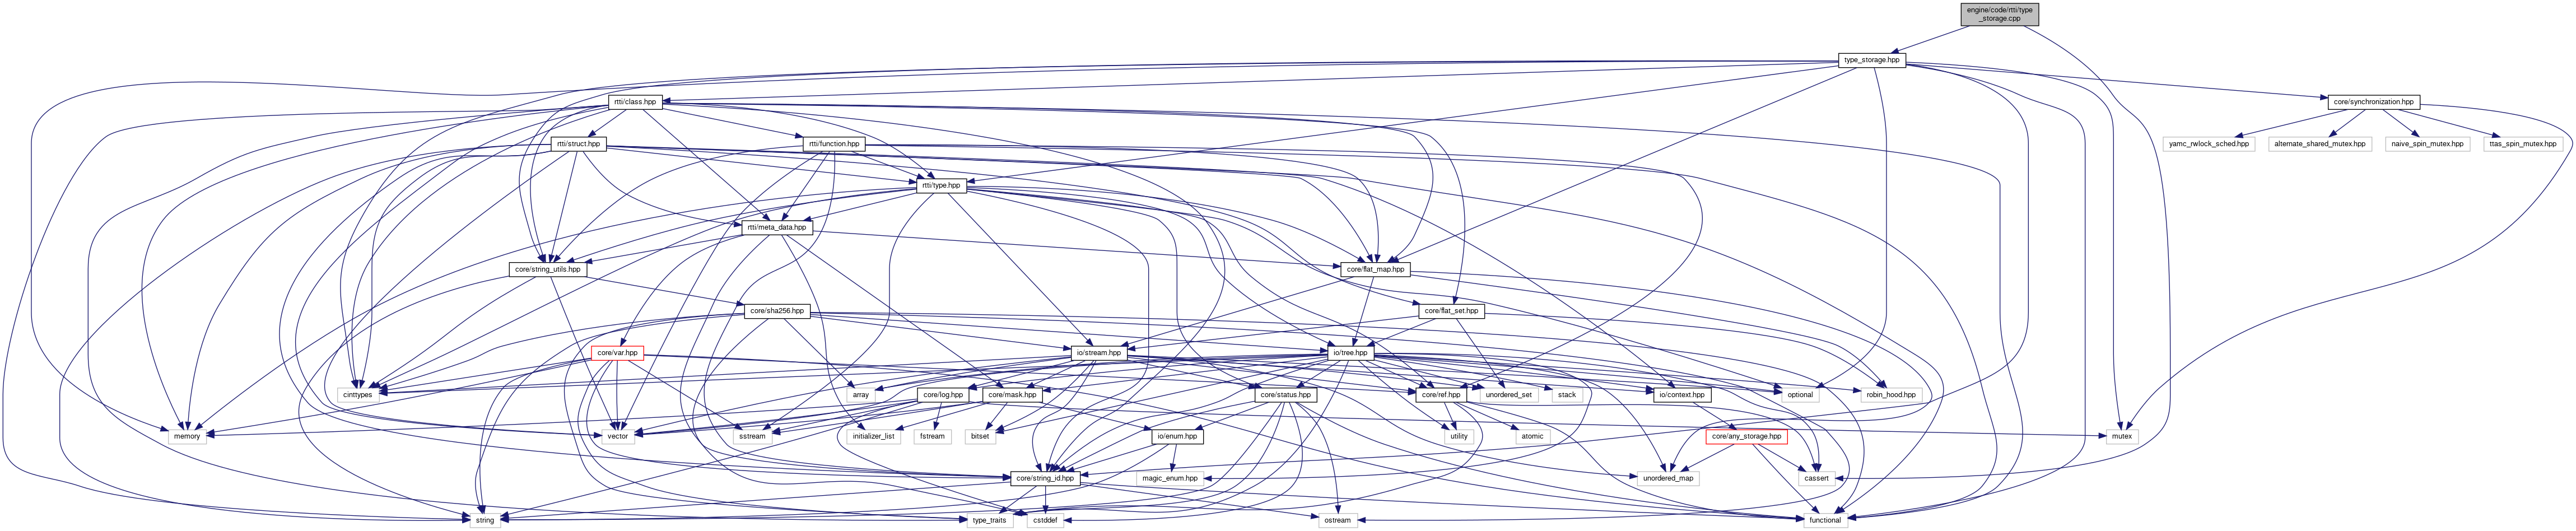 engine/code/rtti/type
_storage.cpp
type_storage.hpp
rtti/class.hpp
core/synchronization.hpp
rtti/struct.hpp
rtti/function.hpp
yamc_rwlock_sched.hpp
alternate_shared_mutex.hpp
naive_spin_mutex.hpp
ttas_spin_mutex.hpp
rtti/type.hpp
rtti/meta_data.hpp
core/string_utils.hpp
core/flat_map.hpp
core/sha256.hpp
core/flat_set.hpp
core/var.hpp
io/stream.hpp
io/tree.hpp
cinttypes
array
core/log.hpp
core/mask.hpp
core/status.hpp
core/ref.hpp
unordered_set
stack
io/context.hpp
optional
robin_hood.hpp
memory
vector
sstream
initializer_list
fstream
bitset
io/enum.hpp
utility
atomic
core/any_storage.hpp
mutex
core/string_id.hpp
magic_enum.hpp
unordered_map
cassert
string
type_traits
cstddef
ostream
functional